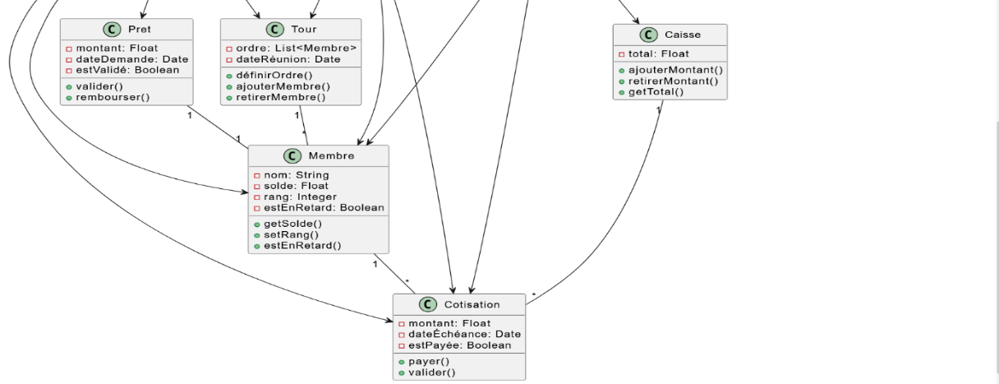 C Pret
montant: Float
dateDemande: Date
estValidé: Boolean
valider()
rembourser()
C Tour
ordre: List<Membre>
dateRéunion: Date
définirOrdre()
ajouterMembre()
retirerMembre()
C Caisse
total: Float
ajouterMontant()
retirerMontant()
getTotal()
1
1
1
*
1
C Membre
nom: String
solde: Float
rang: Integer
estEnRetard: Boolean
getSolde()
setRang()
estEnRetard()
1
*
*
C Cotisation
montant: Float
dateÉchéance: Date
estPayée: Boolean
payer()
valider()